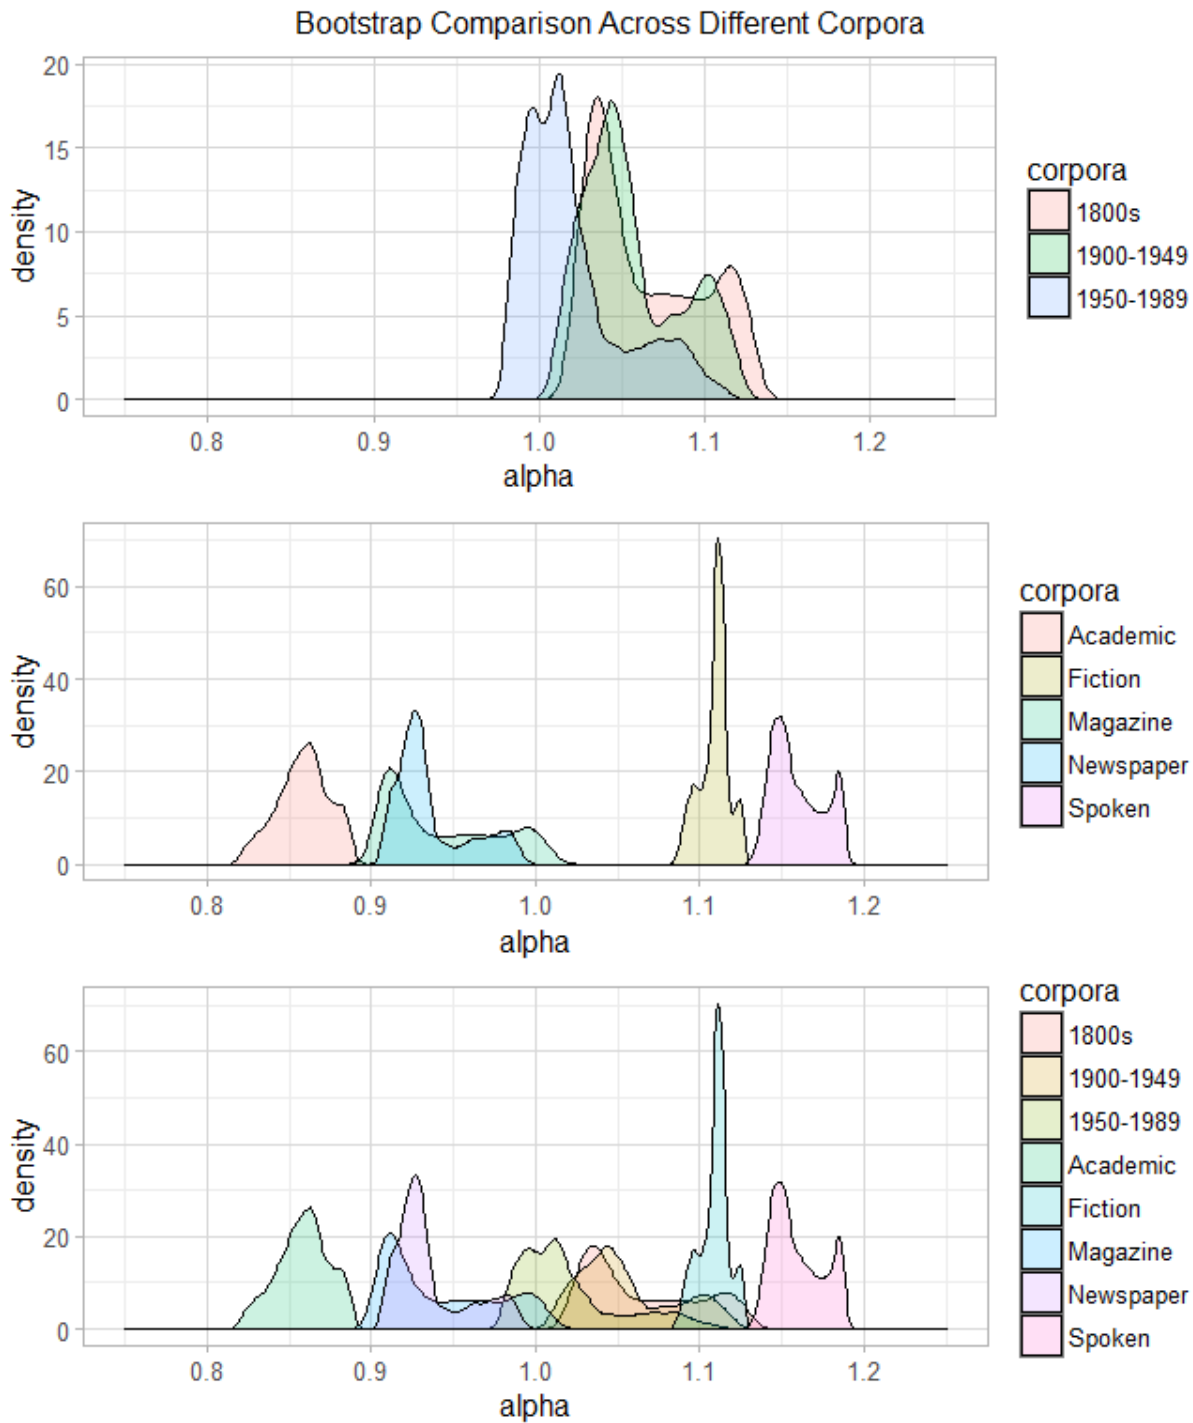 Bootstrap Comparison Across Different Corpora
20
15
10
5
0
density
0.8 0.9 1.0 1.1 1.2
alpha
corpora
1800s
1900-1949
1950-1989
60
40
20
0
density
0.8 0.9 1.0 1.1 1.2
alpha
corpora
Academic
Fiction
Magazine
Newspaper
Spoken
60
40
20
0
density
0.8 0.9 1.0 1.1 1.2
alpha
corpora
1800s
1900-1949
1950-1989
Academic
Fiction
Magazine
Newspaper
Spoken